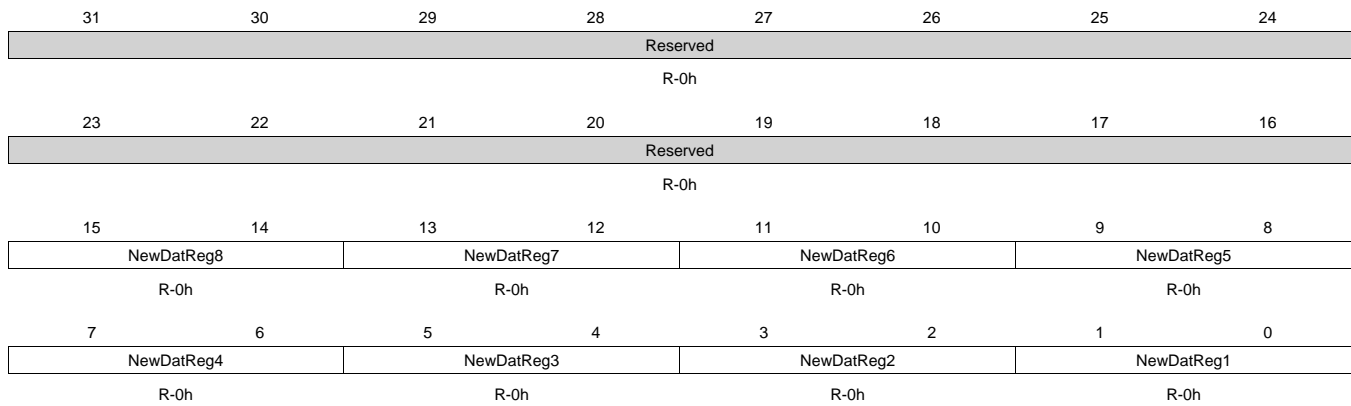 31 30 29 28 27 26 25 24
Reserved
R-0h
23 22 21 20 19 18 17 16
Reserved
R-0h
15 14 13 12 11 10 9 8
NewDatReg8 NewDatReg7 NewDatReg6 NewDatReg5
R-0h R-0h R-0h R-0h
7 6 5 4 3 2 1 0
NewDatReg4 NewDatReg3 NewDatReg2 NewDatReg1
R-0h R-0h R-0h R-0h